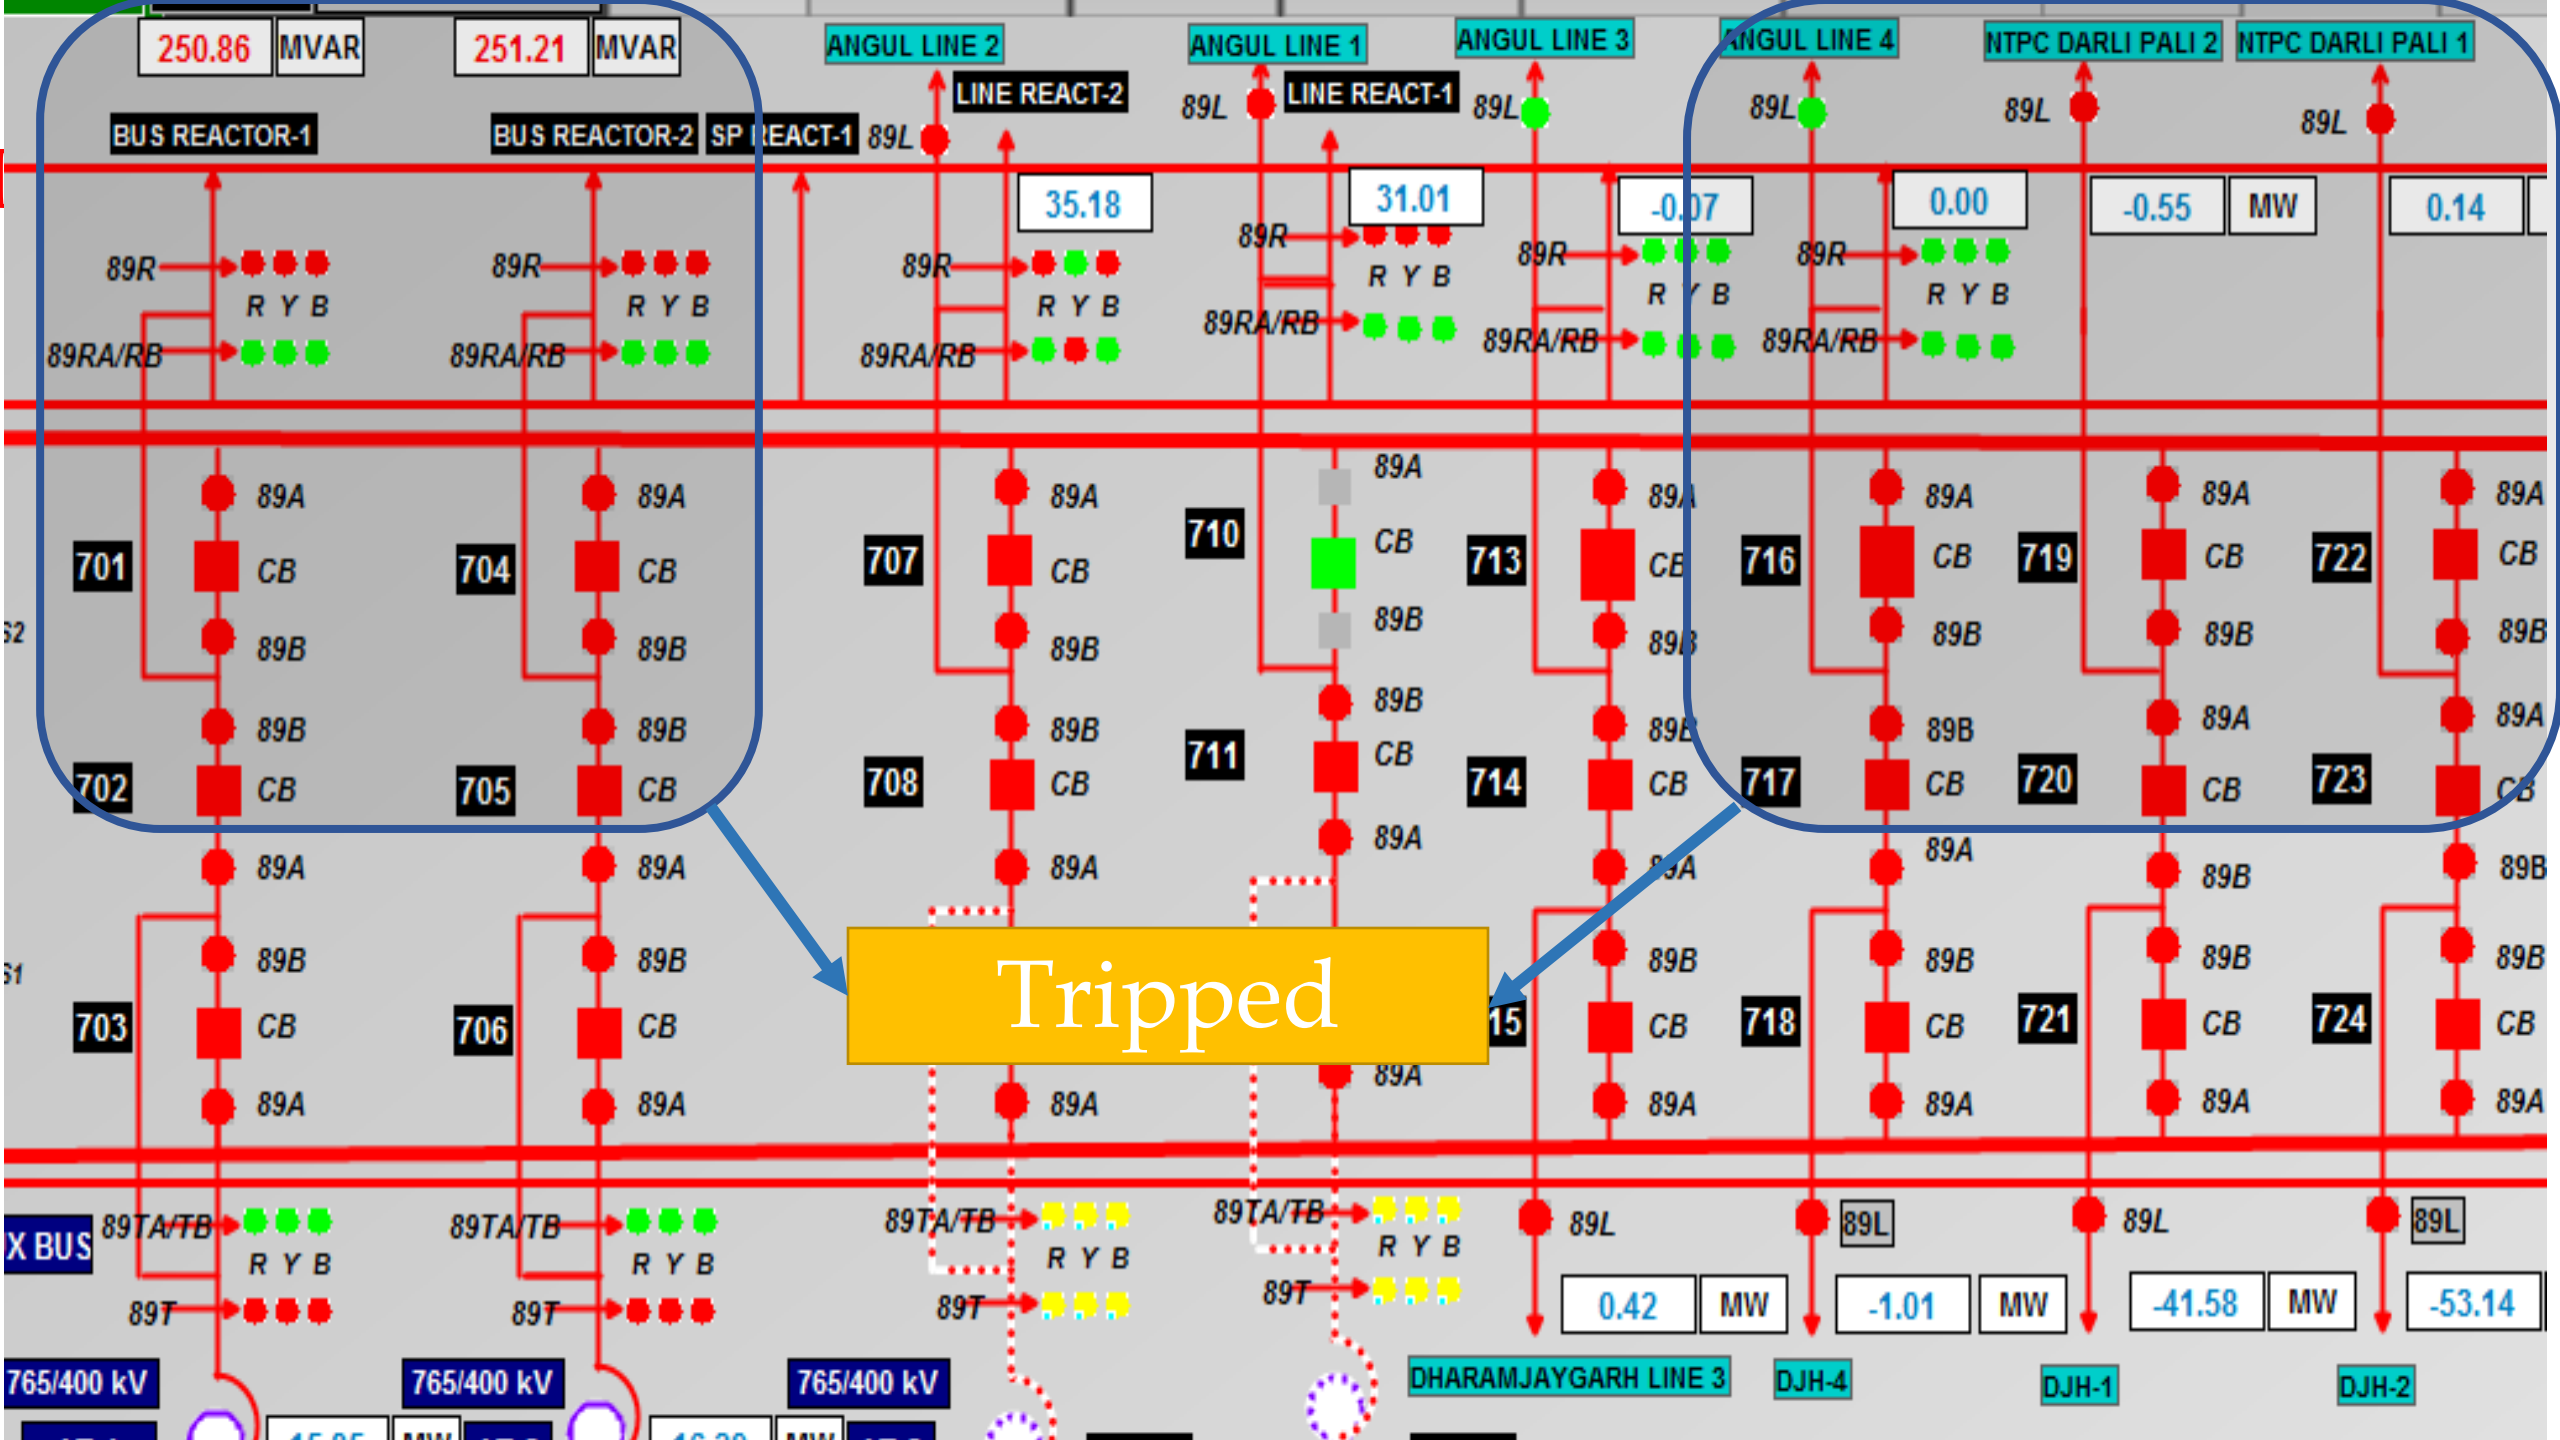 250.86 MVAR 251.21 MVAR ANGUL LINE 2 ANGUL LINE 1 ANGUL LINE 3 ANGUL LINE 4 NTPC DARLI PALI 2 NTPC DARLI PALI 1
LINE REACT-2 89L LINE REACT-1 89L 89L 89L 89L
BUS REACTOR-1 BUS REACTOR-2 SP REACT-1 89L
35.18 31.01 -0.07 0.00 -0.55 MW 0.14
89R 89R 89R 89R 89R 89R
R Y B R Y B R Y B R Y B R Y B R Y B
89RA/RB 89RA/RB 89RA/RB 89RA/RB 89RA/RB 89RA/RB
89A 89A 89A 89A 89A 89A 89A 89A
701 CB 704 CB 707 CB 710 CB 713 CB 716 CB 719 CB 722 CB
S2 89B 89B 89B 89B 89B 89B 89B 89B
89B 89B 89B 89B 89B 89B 89A 89A
702 CB 705 CB 708 CB 711 CB 714 CB 717 CB 720 CB 723 CB
89A 89A 89A 89A 89A 89A 89B 89B
S1 89B 89B 89B 89B 89B 89B
Tripped
703 CB 706 CB 15 CB 718 CB 721 CB 724 CB
89A 89A 89A 89A 89A 89A 89A 89A
X BUS 89TA/TB 89TA/TB 89TA/TB 89TA/TB 89L 89L 89L 89L
R Y B R Y B R Y B R Y B
89T 89T 89T 89T 0.42 MW -1.01 MW -41.58 MW -53.14
765/400 kV 765/400 kV 765/400 kV DHARAMJAYGARH LINE 3 DJH-4 DJH-1 DJH-2